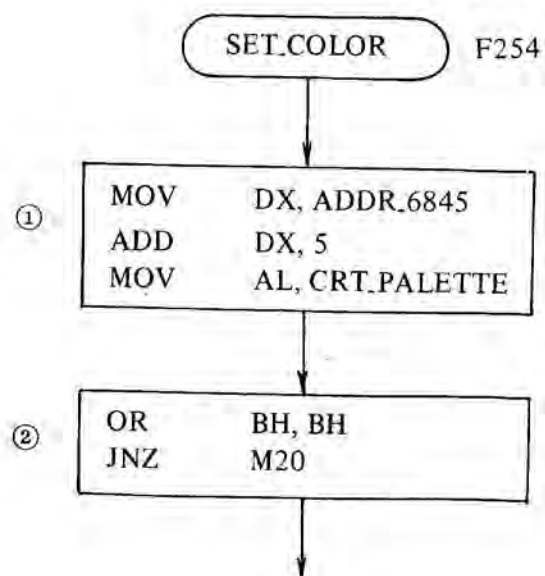 SET_COLOR F254
① MOV DX, ADDR_6845
ADD DX, 5
MOV AL, CRT_PALETTE
② OR BH, BH
JNZ M20